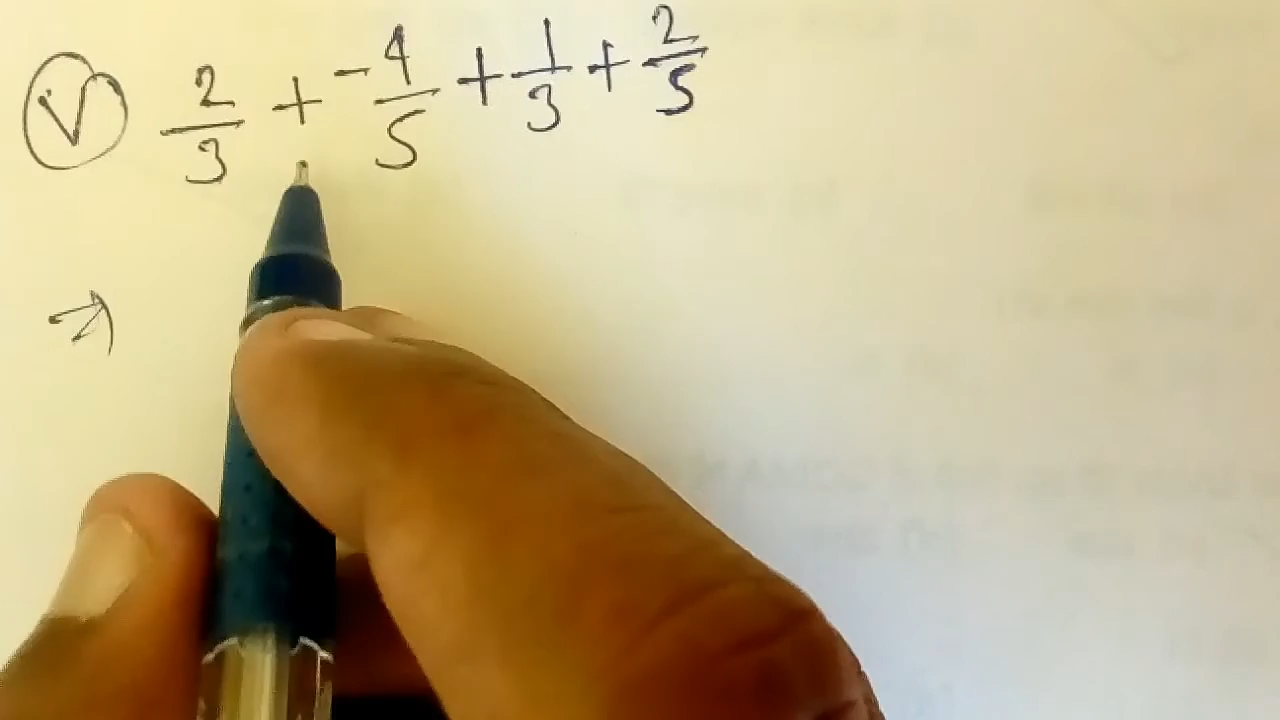 (V) 2/3 + -4/5 + 1/3 + 2/5
→